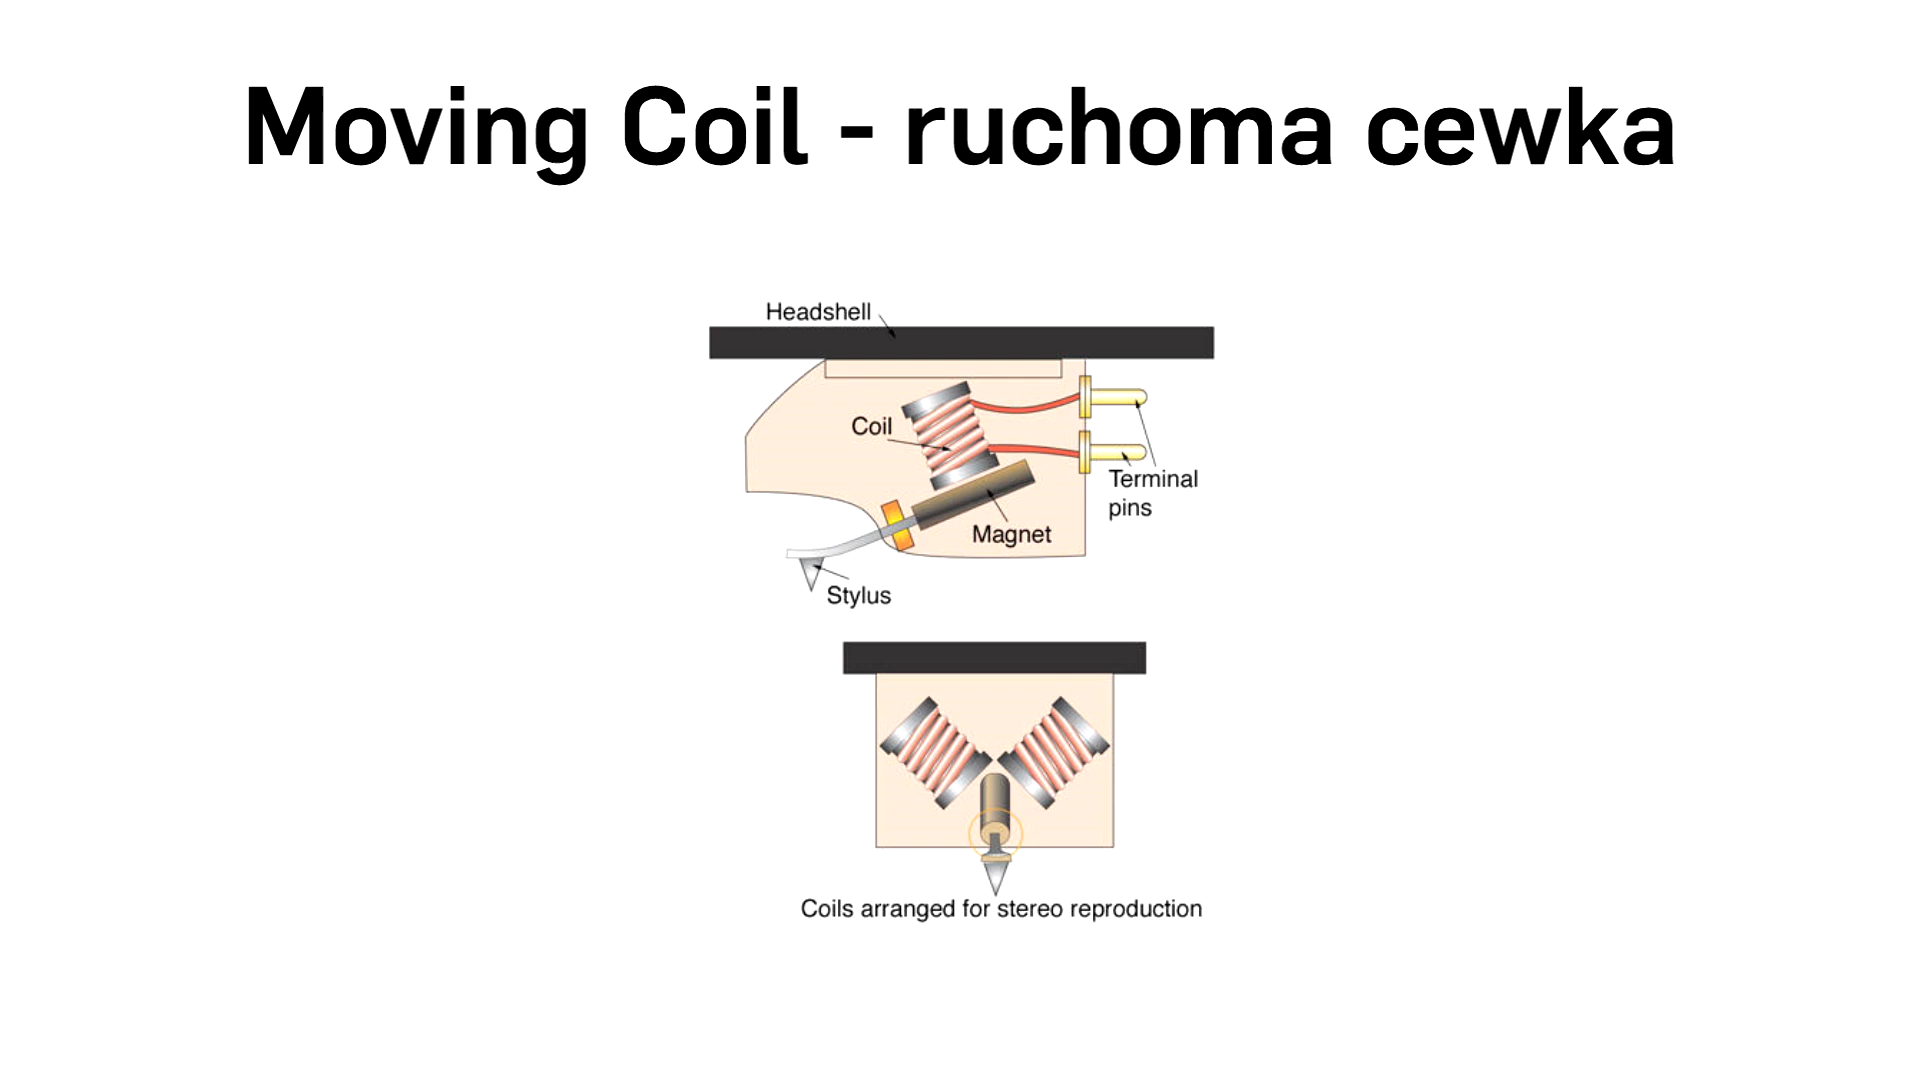 Moving Coil - ruchoma cewka
Headshell
Coil
Terminal
pins
Magnet
Stylus
Coils arranged for stereo reproduction